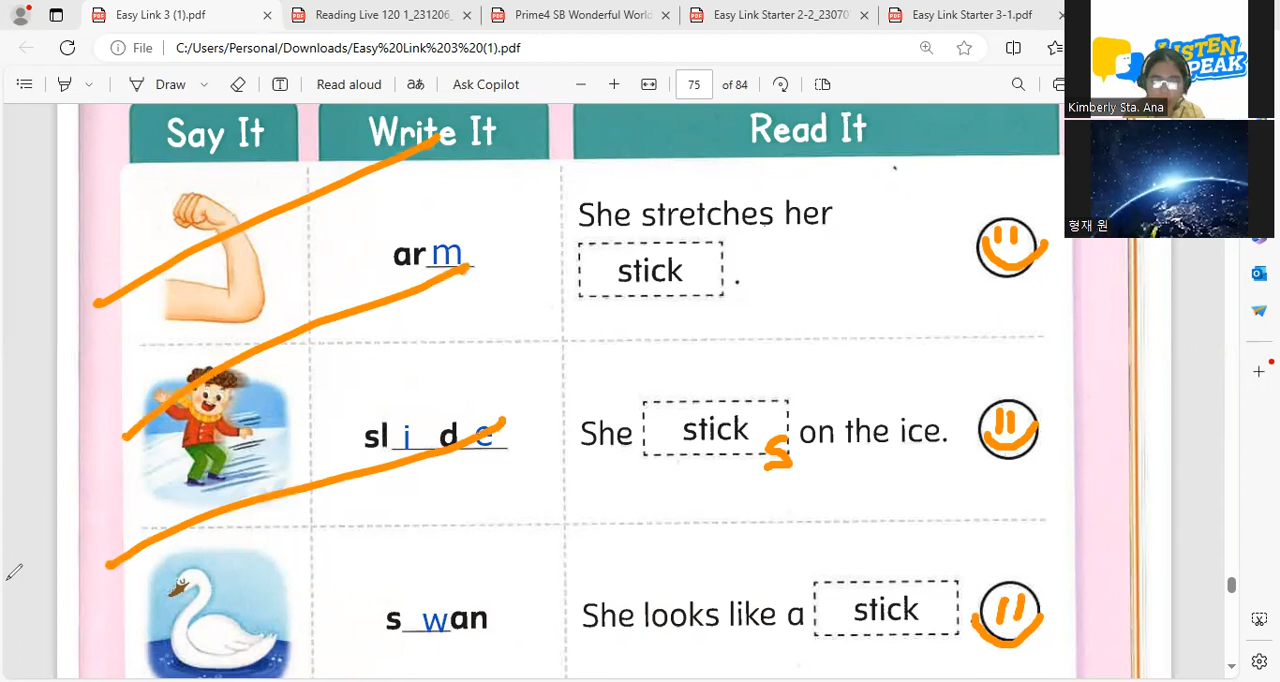 Easy Link 3 (1).pdf
Reading Live 120 1_231206_
Prime4 SB Wonderful World
Easy Link Starter 2-2_23070
Easy Link Starter 3-1.pdf
File
C:/Users/Personal/Downloads/Easy%20Link%203%20(1).pdf
Draw
Read aloud
aあ
Ask Copilot
75
of 84
LISTEN
SPEAK
Kimberly Sta. Ana
형재 원
Say It
Write It
Read It
arm
She stretches her
stick
.
slide
She stick s on the ice.
swan
She looks like a stick